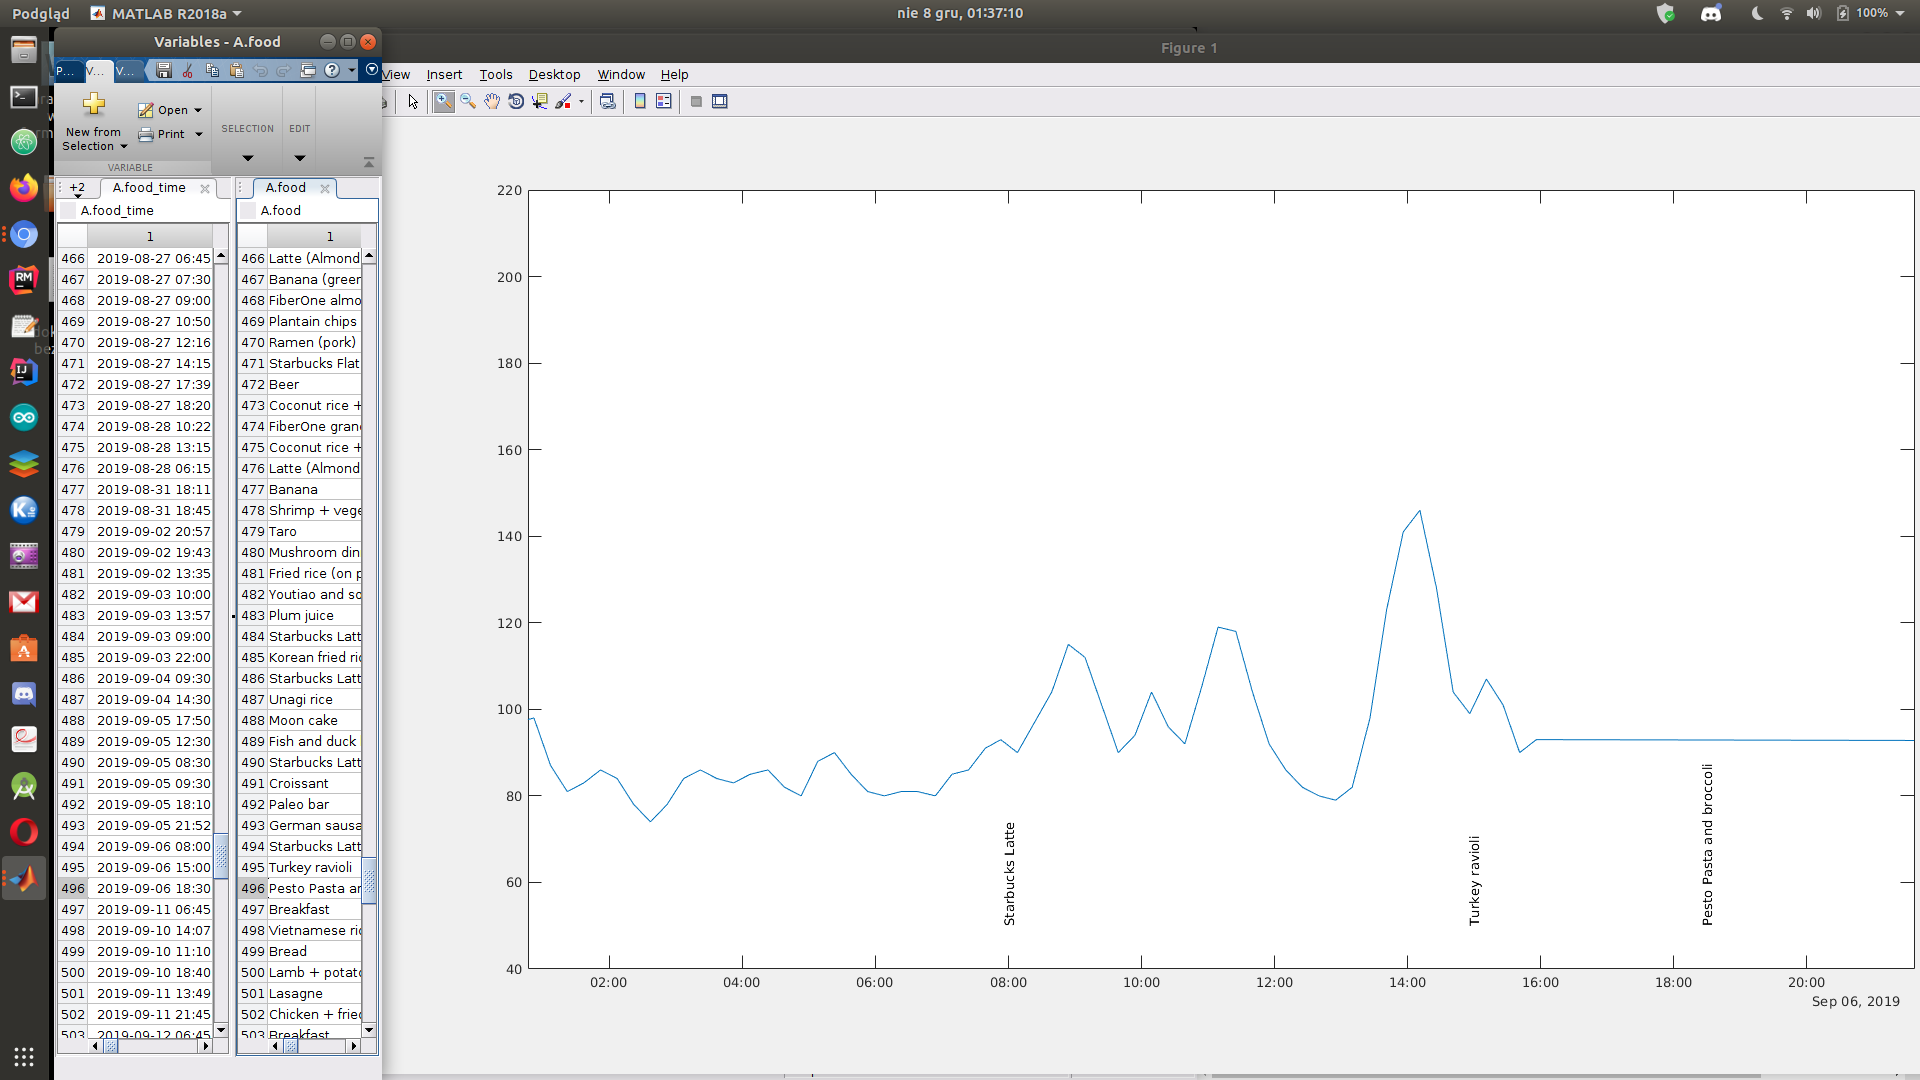 Podgląd MATLAB R2018a nie 8 gru, 01:37:10 100%
Variables - A.food
Figure 1
P... V... V...
View Insert Tools Desktop Window Help
New from
Selection
Open
Print
SELECTION EDIT
VARIABLE
+2 A.food_time A.food
A.food_time A.food
1 1
466 2019-08-27 06:45 466 Latte (Almond
467 2019-08-27 07:30 467 Banana (green
468 2019-08-27 09:00 468 FiberOne almo
469 2019-08-27 10:50 469 Plantain chips
470 2019-08-27 12:16 470 Ramen (pork)
471 2019-08-27 14:15 471 Starbucks Flat
472 2019-08-27 17:39 472 Beer
473 2019-08-27 18:20 473 Coconut rice +
474 2019-08-28 10:22 474 FiberOne gran
475 2019-08-28 13:15 475 Coconut rice +
476 2019-08-28 06:15 476 Latte (Almond
477 2019-08-31 18:11 477 Banana
478 2019-08-31 18:45 478 Shrimp + vege
479 2019-09-02 20:57 479 Taro
480 2019-09-02 19:43 480 Mushroom din
481 2019-09-02 13:35 481 Fried rice (on p
482 2019-09-03 10:00 482 Youtiao and so
483 2019-09-03 13:57 483 Plum juice
484 2019-09-03 09:00 484 Starbucks Latt
485 2019-09-03 22:00 485 Korean fried ric
486 2019-09-04 09:30 486 Starbucks Latt
487 2019-09-04 14:30 487 Unagi rice
488 2019-09-05 17:50 488 Moon cake
489 2019-09-05 12:30 489 Fish and duck
490 2019-09-05 08:30 490 Starbucks Latt
491 2019-09-05 09:30 491 Croissant
492 2019-09-05 18:10 492 Paleo bar
493 2019-09-05 21:52 493 German sausa
494 2019-09-06 08:00 494 Starbucks Latt
495 2019-09-06 15:00 495 Turkey ravioli
496 2019-09-06 18:30 496 Pesto Pasta an
497 2019-09-11 06:45 497 Breakfast
498 2019-09-10 14:07 498 Vietnamese ric
499 2019-09-10 11:10 499 Bread
500 2019-09-10 18:40 500 Lamb + potato
501 2019-09-11 13:49 501 Lasagne
502 2019-09-11 21:45 502 Chicken + fried
503 2019-09-12 06:45 503 Breakfast
220
200
180
160
140
120
100
80
60
40
Starbucks Latte
Turkey ravioli
Pesto Pasta and broccoli
02:00 04:00 06:00 08:00 10:00 12:00 14:00 16:00 18:00 20:00
Sep 06, 2019